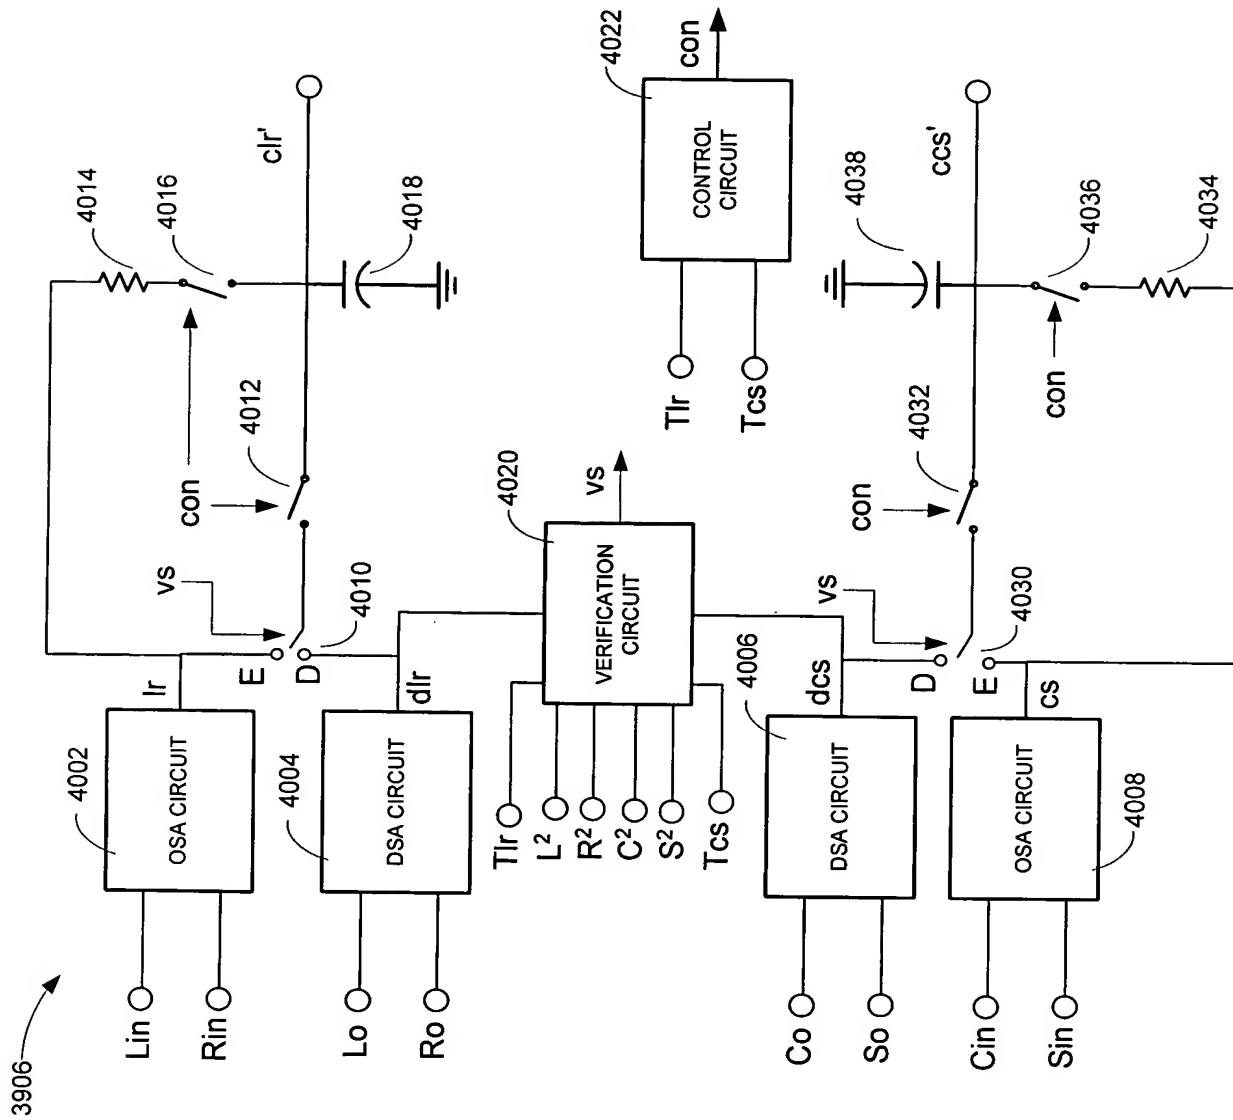 3906
4014
4016
4018
clr'
4022
con
CONTROL
CIRCUIT
Tlr
Tcs
4012
con
vs
4010
E
D
lr
dlr
4002
OSA CIRCUIT
Lin
Rin
4004
DSA CIRCUIT
Lo
Ro
4020
vs
VERIFICATION
CIRCUIT
Tlr
L²
R²
C²
S²
Tcs
4038
ccs'
4036
4034
con
4032
con
vs
4030
D
E
dcs
cs
4006
DSA CIRCUIT
Co
So
4008
OSA CIRCUIT
Cin
Sin